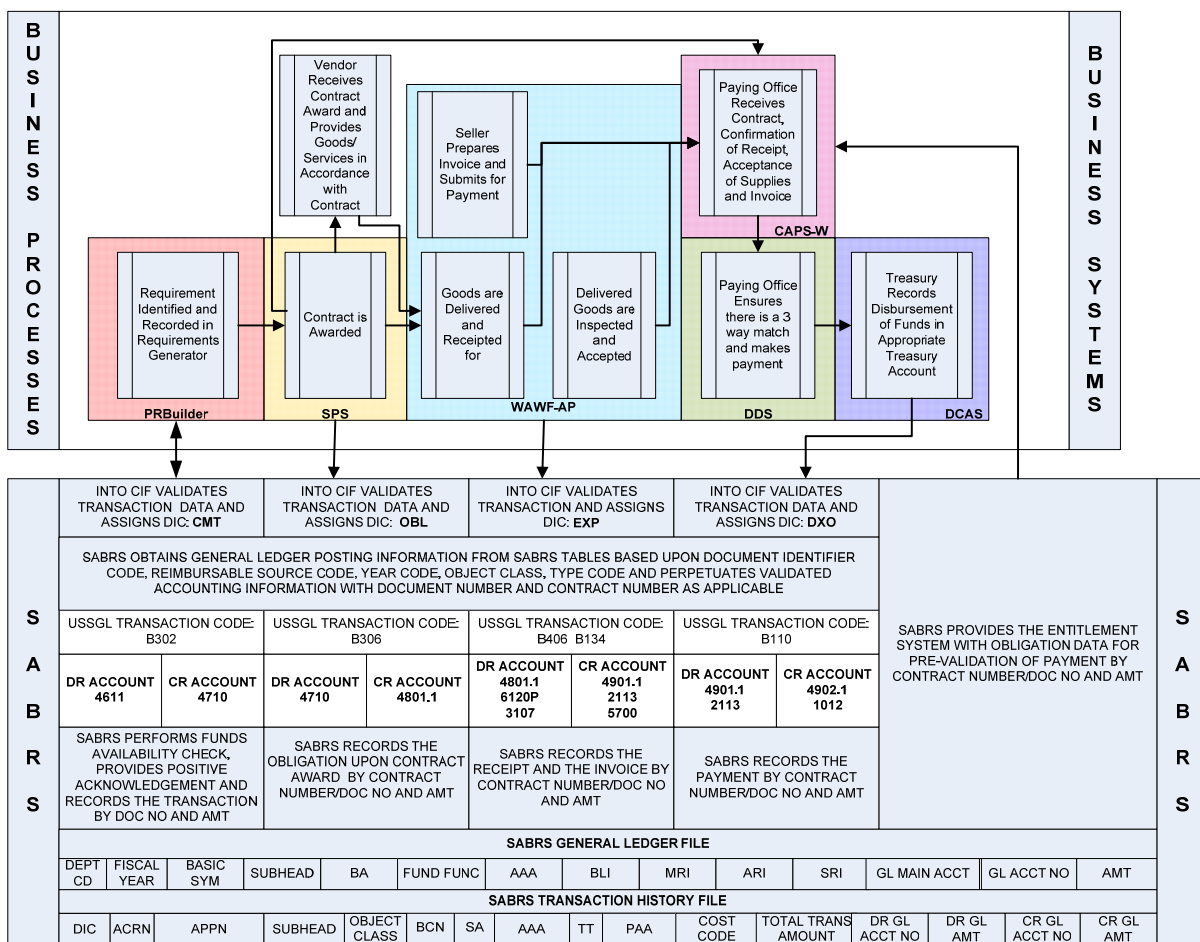 BUSINESS PROCESSES
Vendor
Receives
Contract
Award and
Provides
Goods/
Services in
Accordance
with
Contract
Seller
Prepares
Invoice and
Submits for
Payment
Paying Office
Receives
Contract,
Confirmation
of Receipt,
Acceptance
of Supplies
and Invoice
CAPS-W
Requirement
Identified and
Recorded in
Requirements
Generator
PRBuilder
Contract is
Awarded
SPS
Goods are
Delivered
and
Receipted
for
Delivered
Goods are
Inspected
and
Accepted
WAWF-AP
Paying Office
Ensures
there is a 3
way match
and makes
payment
DDS
Treasury
Records
Disbursement
of Funds in
Appropriate
Treasury
Account
DCAS
BUSINESS SYSTEMS
SABRS
INTO CIF VALIDATES
TRANSACTION DATA AND
ASSIGNS DIC: CMT
INTO CIF VALIDATES
TRANSACTION DATA AND
ASSIGNS DIC: OBL
INTO CIF VALIDATES
TRANSACTION AND ASSIGNS
DIC: EXP
INTO CIF VALIDATES
TRANSACTION DATA AND
ASSIGNS DIC: DXO
SABRS OBTAINS GENERAL LEDGER POSTING INFORMATION FROM SABRS TABLES BASED UPON DOCUMENT IDENTIFIER
CODE, REIMBURSABLE SOURCE CODE, YEAR CODE, OBJECT CLASS, TYPE CODE AND PERPETUATES VALIDATED
ACCOUNTING INFORMATION WITH DOCUMENT NUMBER AND CONTRACT NUMBER AS APPLICABLE
USSGL TRANSACTION CODE:
B302
USSGL TRANSACTION CODE:
B306
USSGL TRANSACTION CODE:
B406 B134
USSGL TRANSACTION CODE:
B110
DR ACCOUNT
4611
CR ACCOUNT
4710
DR ACCOUNT
4710
CR ACCOUNT
4801.1
DR ACCOUNT
4801.1
6120P
3107
CR ACCOUNT
4901.1
2113
5700
DR ACCOUNT
4901.1
2113
CR ACCOUNT
4902.1
1012
SABRS PERFORMS FUNDS
AVAILABILITY CHECK,
PROVIDES POSITIVE
ACKNOWLEDGEMENT AND
RECORDS THE TRANSACTION
BY DOC NO AND AMT
SABRS RECORDS THE
OBLIGATION UPON CONTRACT
AWARD BY CONTRACT
NUMBER/DOC NO AND AMT
SABRS RECORDS THE
RECEIPT AND THE INVOICE BY
CONTRACT NUMBER/DOC NO
AND AMT
SABRS RECORDS THE
PAYMENT BY CONTRACT
NUMBER/DOC NO AND AMT
SABRS PROVIDES THE ENTITLEMENT
SYSTEM WITH OBLIGATION DATA FOR
PRE-VALIDATION OF PAYMENT BY
CONTRACT NUMBER/DOC NO AND AMT
SABRS
SABRS GENERAL LEDGER FILE
DEPT CD FISCAL YEAR BASIC SYM SUBHEAD BA FUND FUNC AAA BLI MRI ARI SRI GL MAIN ACCT GL ACCT NO AMT
SABRS TRANSACTION HISTORY FILE
DIC ACRN APPN SUBHEAD OBJECT CLASS BCN SA AAA TT PAA COST CODE TOTAL TRANS AMOUNT DR GL ACCT NO DR GL AMT CR GL ACCT NO CR GL AMT